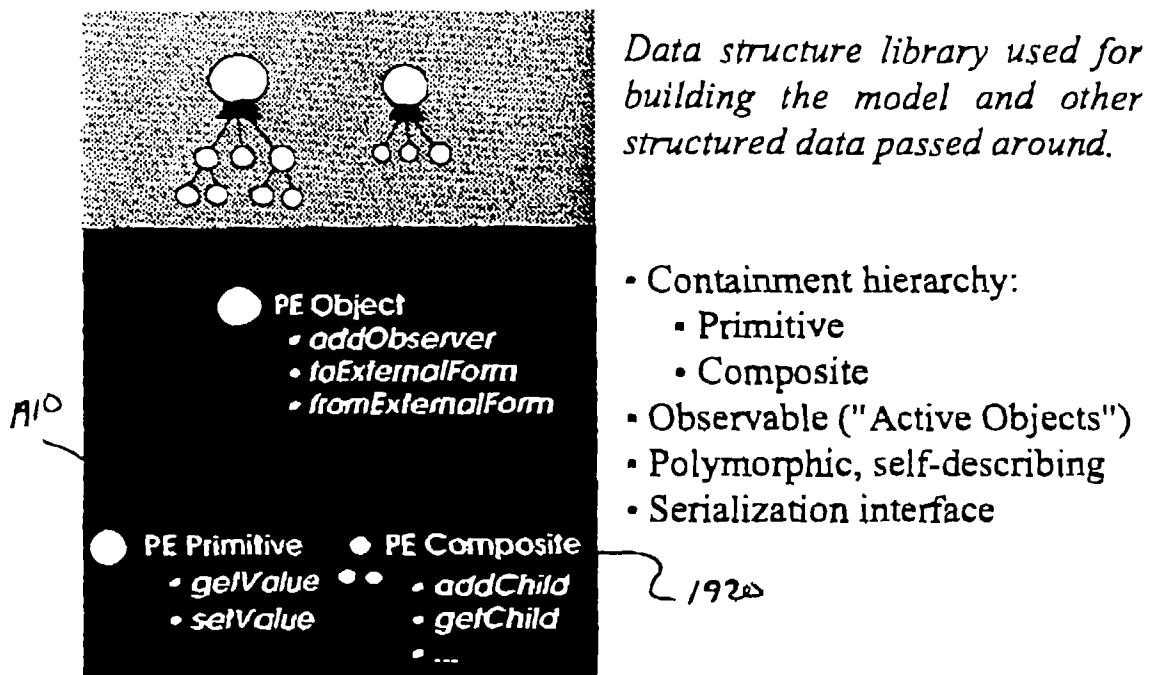 Data structure library used for
building the model and other
structured data passed around.
▪ Containment hierarchy:
▪ Primitive
▪ Composite
▪ Observable ("Active Objects")
▪ Polymorphic, self-describing
▪ Serialization interface
PE Object
• addObserver
• toExternalForm
• fromExternalForm
A10
PE Primitive
• getValue
• setValue
PE Composite
• addChild
• getChild
• ...